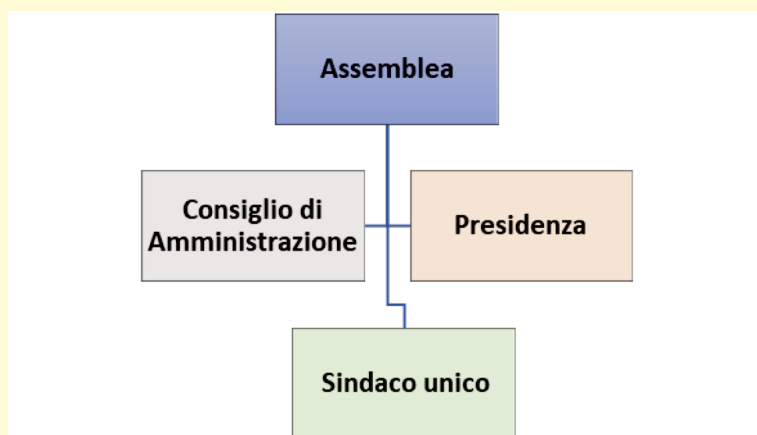 Assemblea
Consiglio di
Amministrazione
Presidenza
Sindaco unico